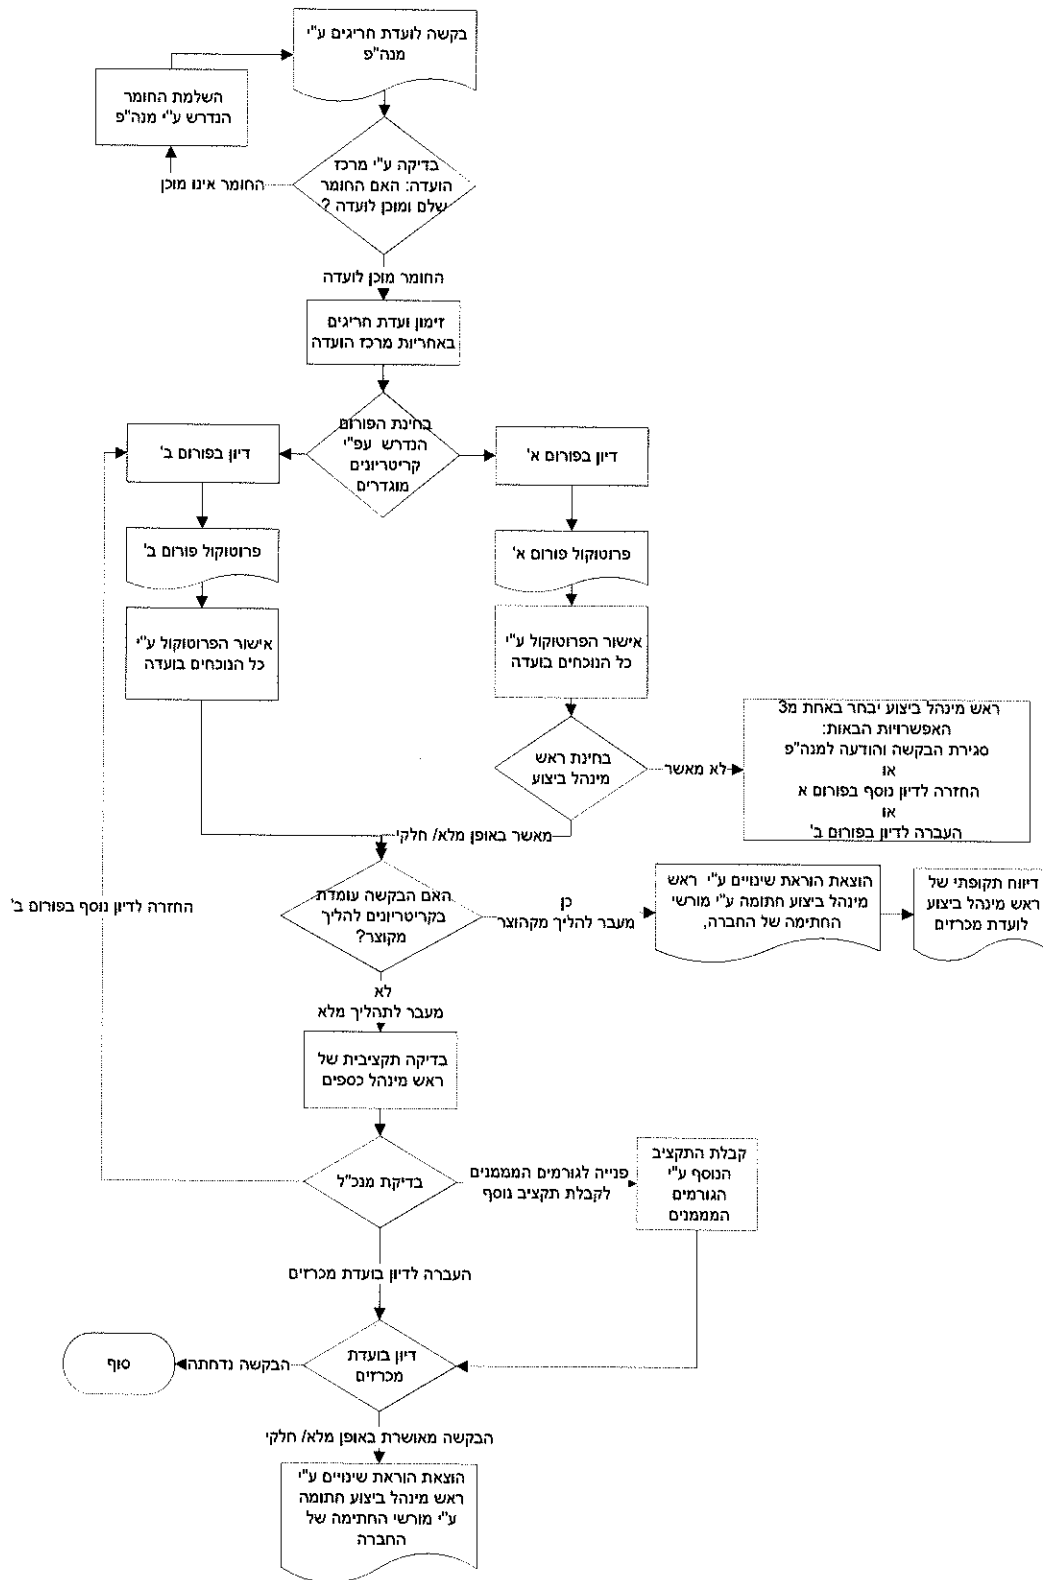 בקשה לועדת חריגים ע"י
מנה"פ
השלמת החומר
הנדרש ע"י מנה"פ
בדיקה ע"י מרכז
הועדה: האם החומר
שלם ומוכן לועדה ?
החומר אינו מוכן
החומר מוכן לועדה
זימון ועדת חריגים
באחריות מרכז הועדה
בחינת הפורום
הנדרש עפ"י
קריטריונים
מוגדרים
דיון בפורום א'
דיון בפורום ב'
פרוטוקול פורום א'
פרוטוקול פורום ב'
אישור הפרוטוקול ע"י
כל הנוכחים בועדה
אישור הפרוטוקול ע"י
כל הנוכחים בועדה
בחינת ראש
מינהל ביצוע
לא מאשר
ראש מינהל ביצוע יבחר באחת מ3
האפשרויות הבאות:
סגירת הבקשה והודעה למנה"פ
או
החזרה לדיון נוסף בפורום א
או
העברה לדיון בפורום ב'
מאשר באופן מלא/ חלקי
האם הבקשה עומדת
בקריטריונים להליך
מקוצר?
כן
מעבר להליך מקהוצר
הוצאת הוראת שינויים ע"י ראש
מינהל ביצוע חתומה ע"י מורשי
החתימה של החברה,
דיווח תקופתי של
ראש מינהל ביצוע
לועדת מכרזים
החזרה לדיון נוסף בפורום ב'
לא
מעבר לתהליך מלא
בדיקה תקציבית של
ראש מינהל כספים
בדיקת מנכ"ל
פנייה לגורמים המממנים
לקבלת תקציב נוסף
קבלת התקציב
הנוסף ע"י
הגורמים
המממנים
העברה לדיון בועדת מכרזים
דיון בועדת
מכרזים
הבקשה נדחתה
סוף
הבקשה מאושרת באופן מלא/ חלקי
הוצאת הוראת שינויים ע"י
ראש מינהל ביצוע חתומה
ע"י מורשי החתימה של
החברה